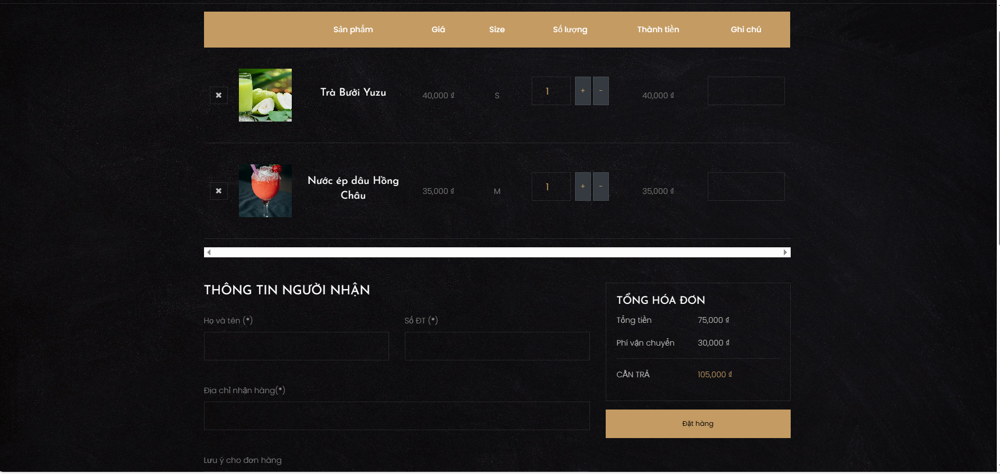 Sản phẩm Giá Size Số lượng Thành tiền Ghi chú
Trà Bưởi Yuzu 40,000 ₫ S 1 + - 40,000 ₫
Nước ép dâu Hồng
Châu
35,000 ₫ M 1 + - 35,000 ₫
THÔNG TIN NGƯỜI NHẬN
Họ và tên (*) Số ĐT (*)
Địa chỉ nhận hàng(*)
Lưu ý cho đơn hàng
TỔNG HÓA ĐƠN
Tổng tiền 75,000 ₫
Phí vận chuyển 30,000 ₫
CẦN TRẢ 105,000 ₫
Đặt hàng